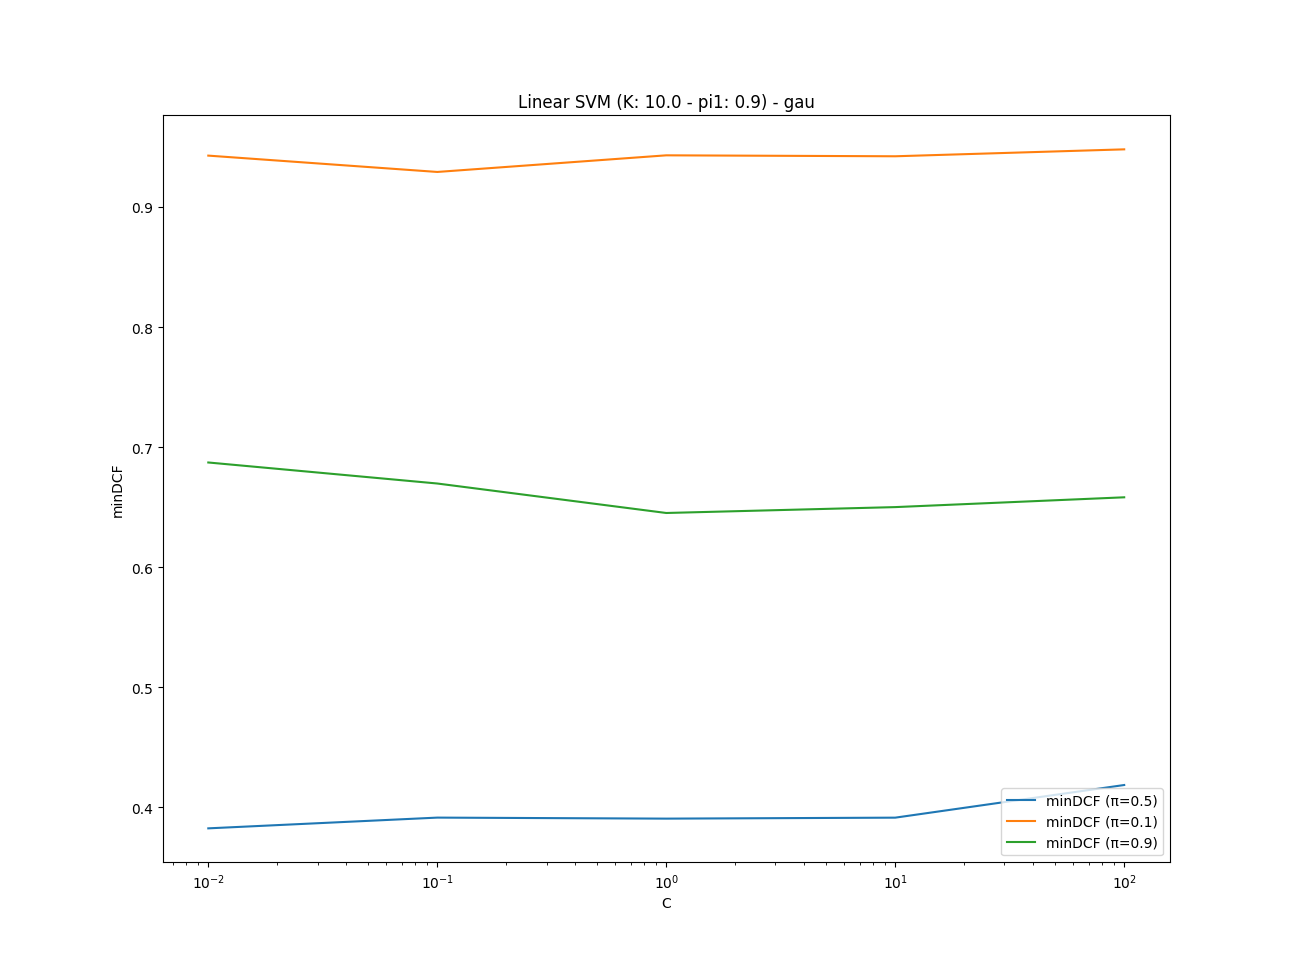 Linear SVM (K: 10.0 - pi1: 0.9) - gau
minDCF
0.9
0.8
0.7
0.6
0.5
0.4
10⁻² 10⁻¹ 10⁰ 10¹ 10²
C
minDCF (π=0.5)
minDCF (π=0.1)
minDCF (π=0.9)